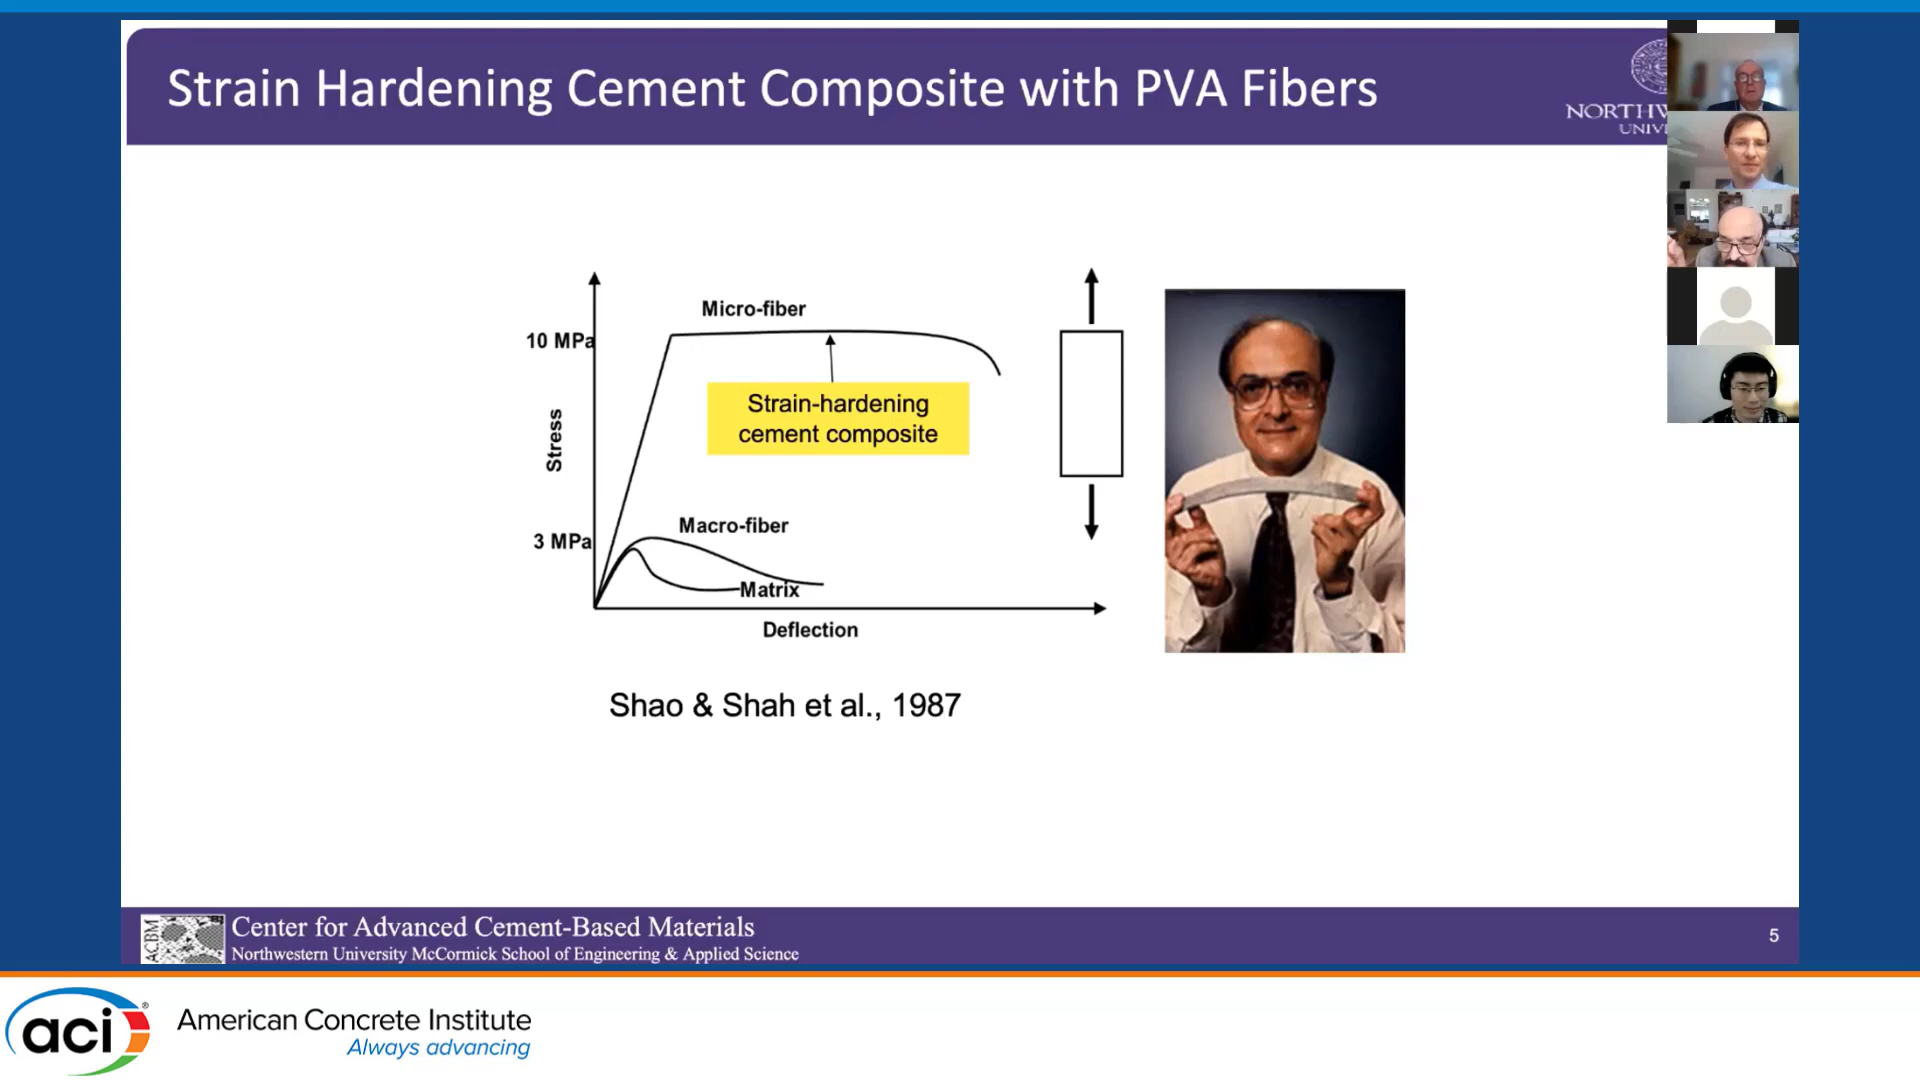 Strain Hardening Cement Composite with PVA Fibers
Micro-fiber
10 MPa
Strain-hardening
cement composite
Stress
Macro-fiber
3 MPa
Matrix
Deflection
Shao & Shah et al., 1987
ACBM
Center for Advanced Cement-Based Materials
Northwestern University McCormick School of Engineering & Applied Science
5
aci®
American Concrete Institute
Always advancing